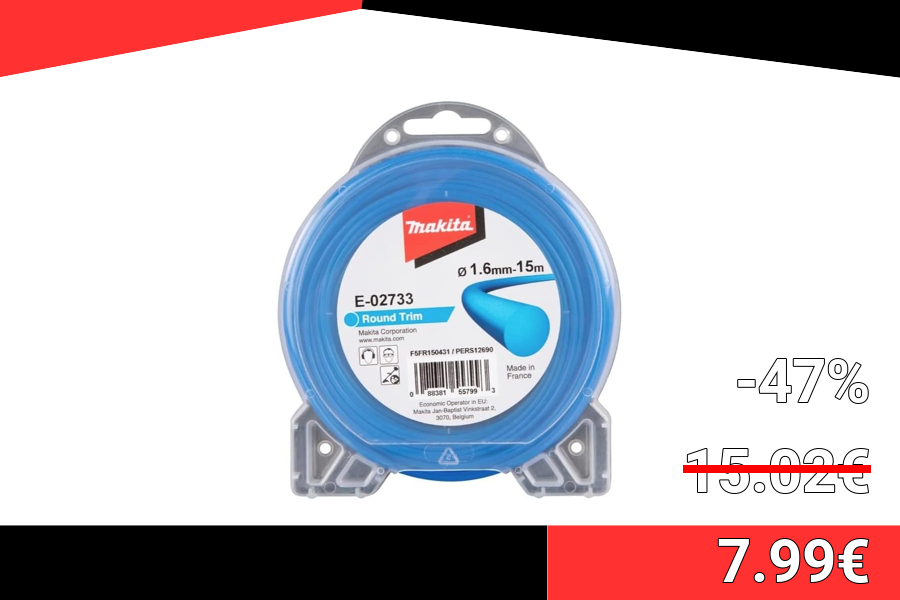 Makita
Ø 1.6mm-15m
E-02733
Round Trim
Makita Corporation
www.makita.com
F5FR150431 / PERS12690
0 88381 55799 3
Made in
France
Economic Operator in EU:
Makita Jan-Baptist Vinkstraat 2,
3070, Belgium
-47%
15.02€
7.99€